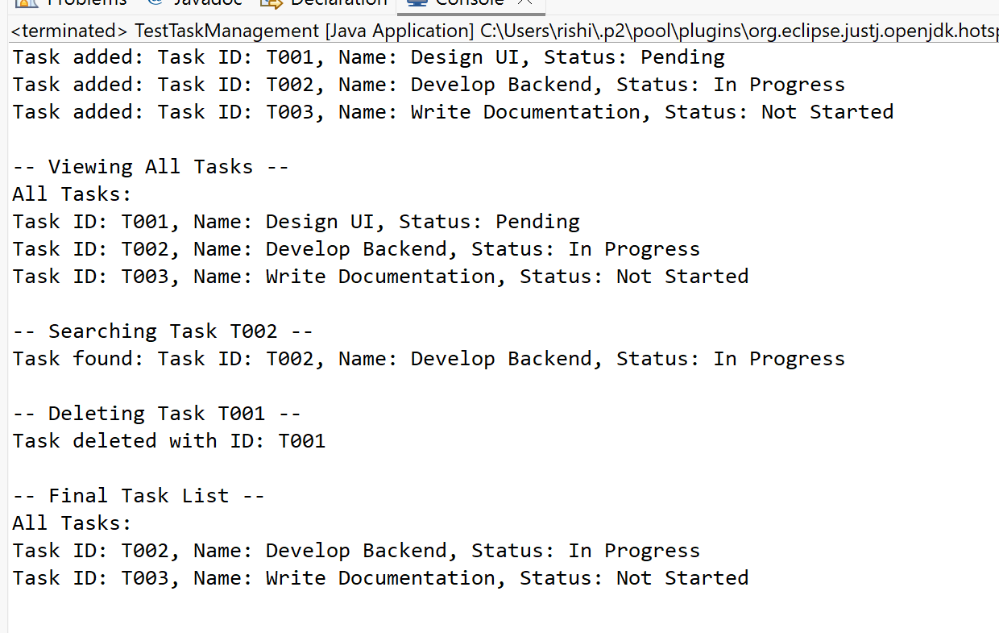 Problems Javadoc Declaration Console
<terminated> TestTaskManagement [Java Application] C:\Users\rishi\.p2\pool\plugins\org.eclipse.justj.openjdk.hotsp
Task added: Task ID: T001, Name: Design UI, Status: Pending
Task added: Task ID: T002, Name: Develop Backend, Status: In Progress
Task added: Task ID: T003, Name: Write Documentation, Status: Not Started
-- Viewing All Tasks --
All Tasks:
Task ID: T001, Name: Design UI, Status: Pending
Task ID: T002, Name: Develop Backend, Status: In Progress
Task ID: T003, Name: Write Documentation, Status: Not Started
-- Searching Task T002 --
Task found: Task ID: T002, Name: Develop Backend, Status: In Progress
-- Deleting Task T001 --
Task deleted with ID: T001
-- Final Task List --
All Tasks:
Task ID: T002, Name: Develop Backend, Status: In Progress
Task ID: T003, Name: Write Documentation, Status: Not Started